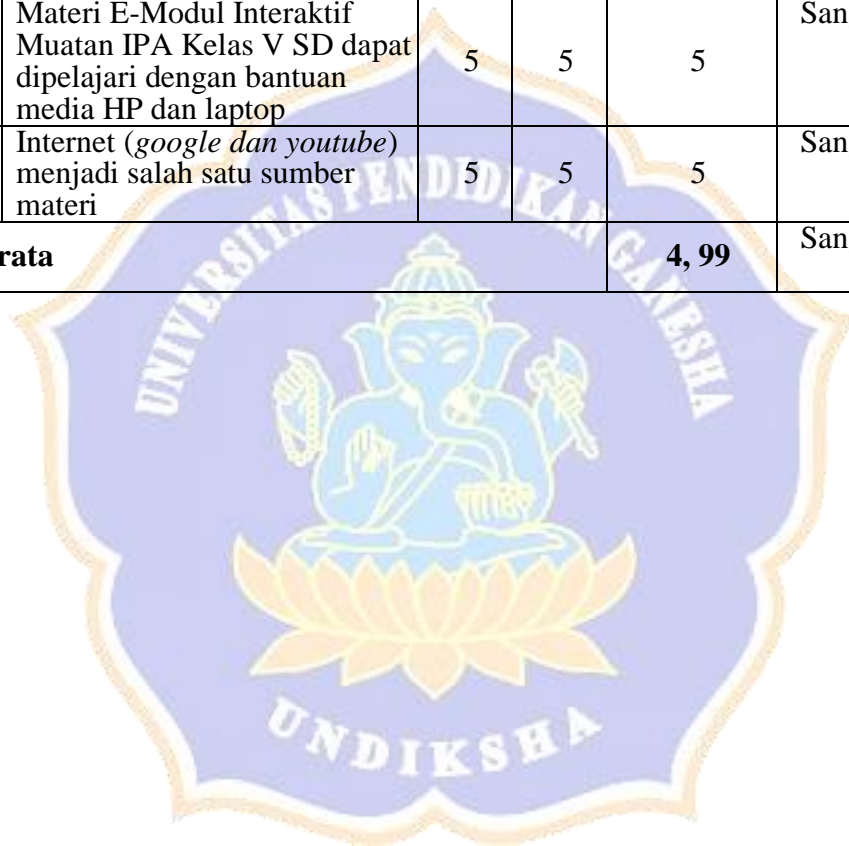 Materi E-Modul Interaktif
Muatan IPA Kelas V SD dapat
dipelajari dengan bantuan
media HP dan laptop
5 5 5
San
Internet (google dan youtube)
menjadi salah satu sumber
materi
5 5 5
San
rata
4, 99
San
UNIVERSITAS PENDIDIKAN GANESHA
UNDIKSHA